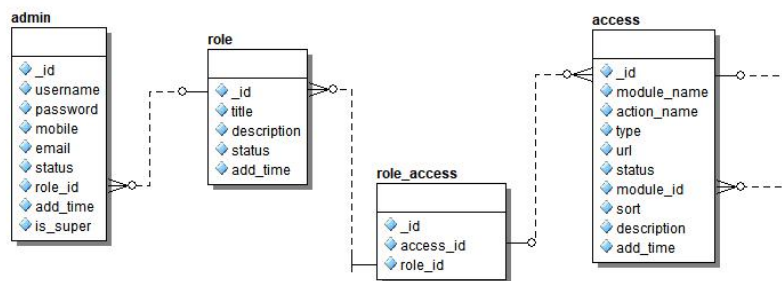 admin
_id
username
password
mobile
email
status
role_id
add_time
is_super
role
_id
title
description
status
add_time
role_access
_id
access_id
role_id
access
_id
module_name
action_name
type
url
status
module_id
sort
description
add_time